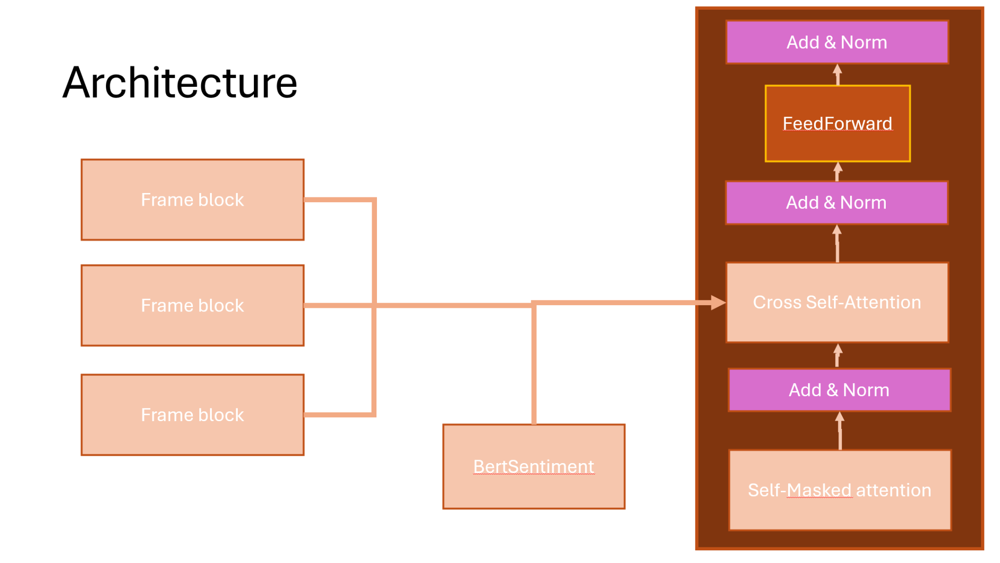 Architecture
Frame block
Frame block
Frame block
BertSentiment
Add & Norm
FeedForward
Add & Norm
Cross Self-Attention
Add & Norm
Self-Masked attention